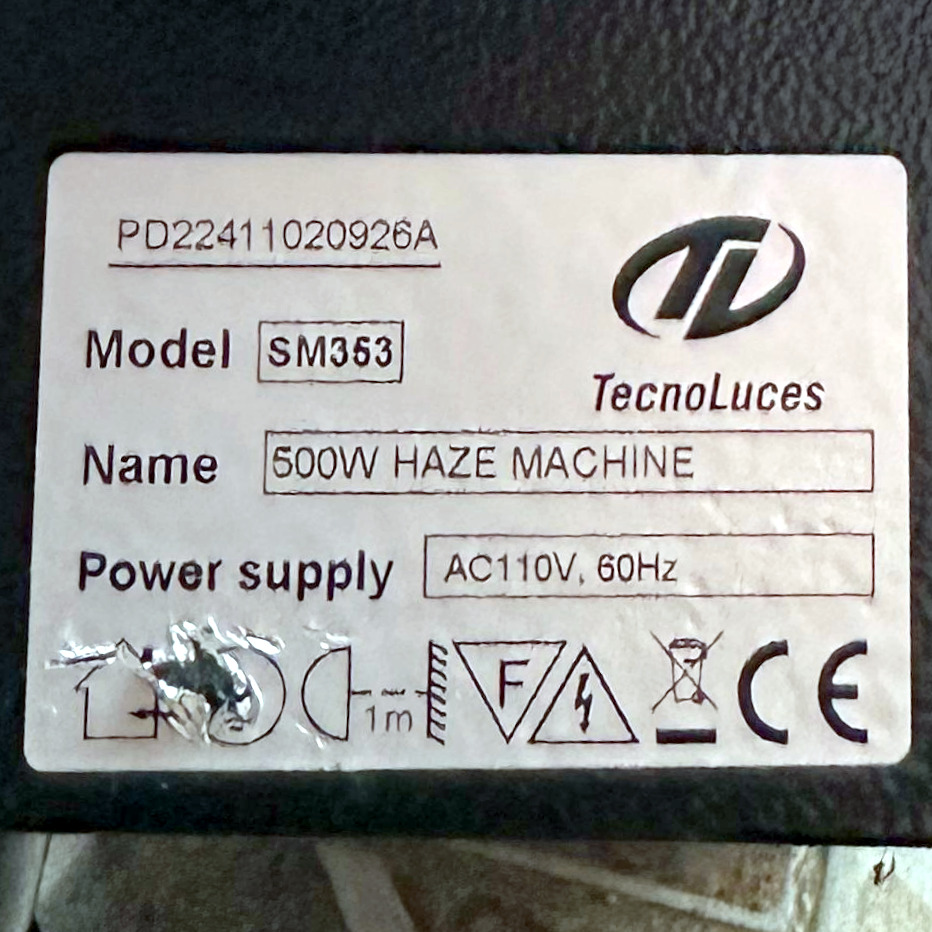 PD22411020926A
TecnoLuces
Model SM353
Name 500W HAZE MACHINE
Power supply AC110V, 60Hz
1m
F
CE